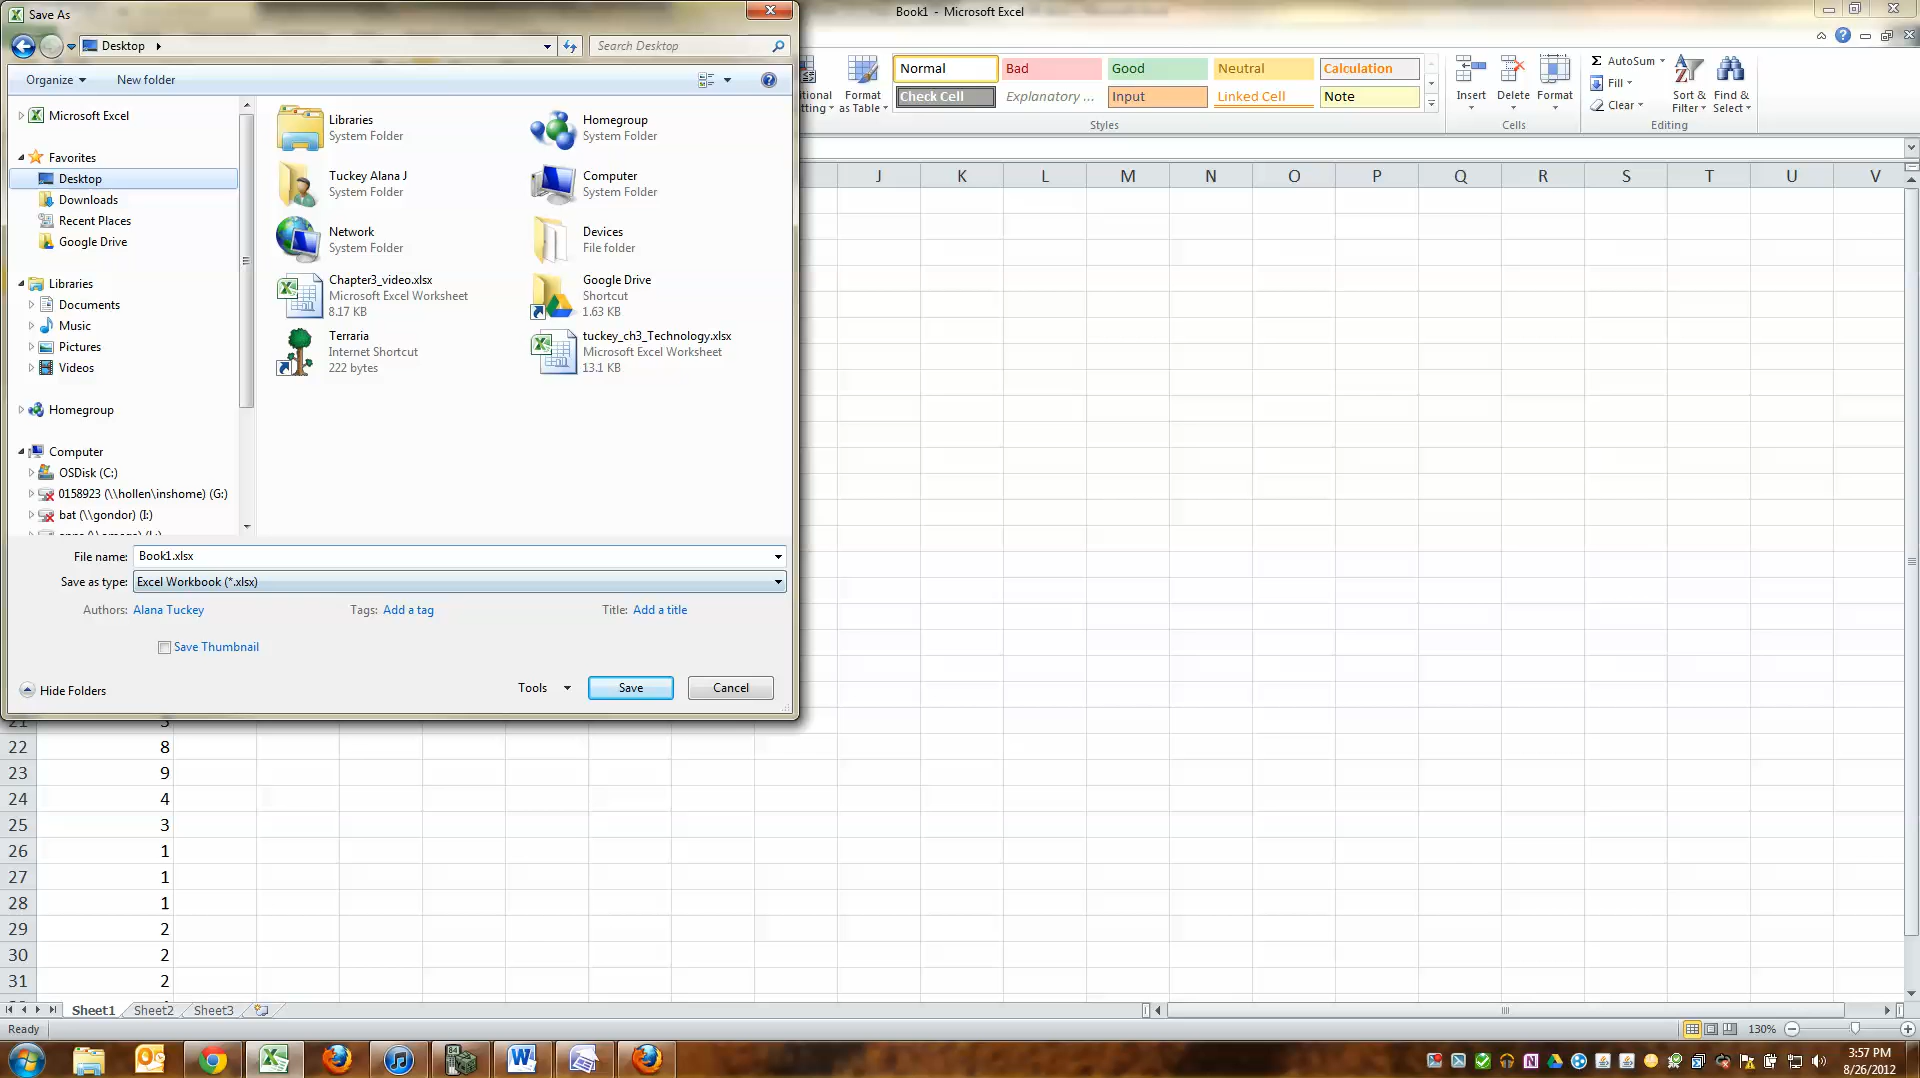 Save As
Book1 - Microsoft Excel
Desktop
Search Desktop
Organize
New folder
Microsoft Excel
Favorites
Desktop
Downloads
Recent Places
Google Drive
Libraries
Documents
Music
Pictures
Videos
Homegroup
Computer
OSDisk (C:)
0158923 (\\hollen\inshome) (G:)
bat (\\gondor) (I:)
Libraries
System Folder
Homegroup
System Folder
Tuckey Alana J
System Folder
Computer
System Folder
Network
System Folder
Devices
File folder
Chapter3_video.xlsx
Microsoft Excel Worksheet
8.17 KB
Google Drive
Shortcut
1.63 KB
Terraria
Internet Shortcut
222 bytes
tuckey_ch3_Technology.xlsx
Microsoft Excel Worksheet
13.1 KB
File name: Book1.xlsx
Save as type: Excel Workbook (*.xlsx)
Authors: Alana Tuckey Tags: Add a tag Title: Add a title
Save Thumbnail
Hide Folders
Tools
Save
Cancel
itional
tting
Format
as Table
Normal
Bad
Good
Neutral
Calculation
Check Cell
Explanatory ...
Input
Linked Cell
Note
Styles
Insert
Delete
Format
Cells
Σ AutoSum
Fill
Clear
Sort &
Filter
Find &
Select
Editing
J K L M N O P Q R S T U V
21 3
22 8
23 9
24 4
25 3
26 1
27 1
28 1
29 2
30 2
31 2
Sheet1 Sheet2 Sheet3
Ready
130%
3:57 PM
8/26/2012